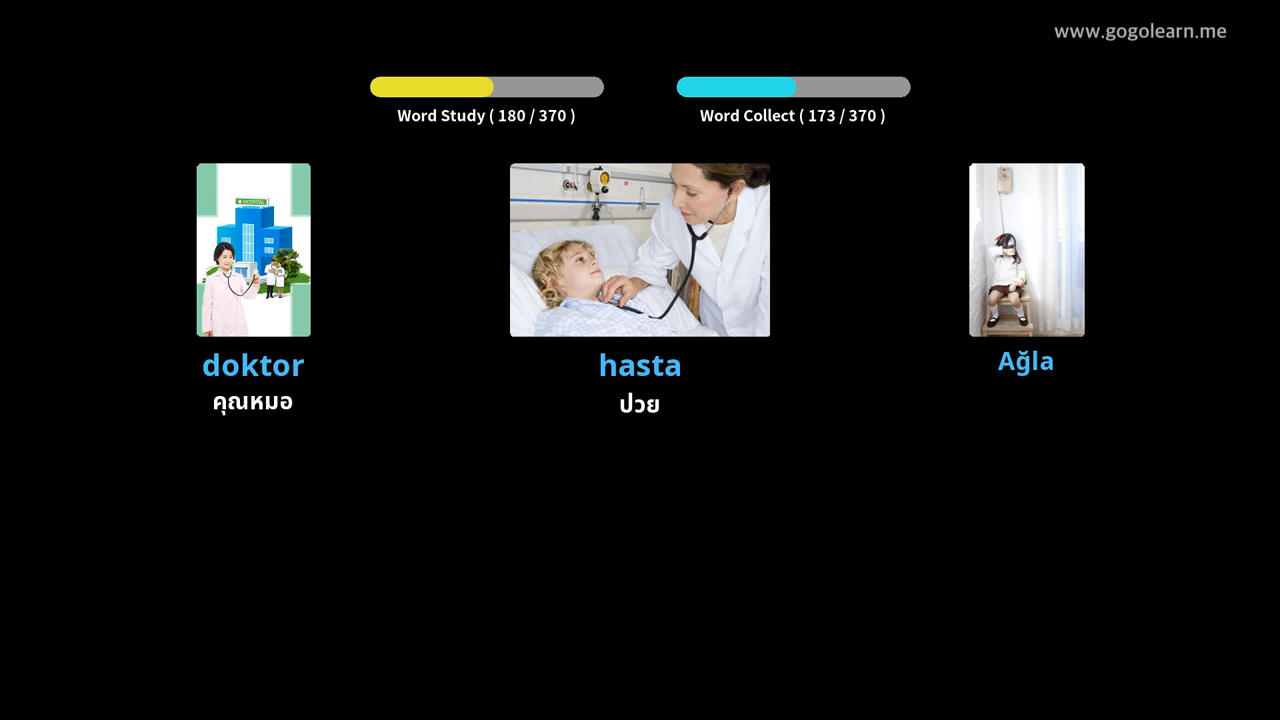 www.gogolearn.me
Word Study ( 180 / 370 )
Word Collect ( 173 / 370 )
HOSPITAL
doktor
คุณหมอ
hasta
ป่วย
Ağla